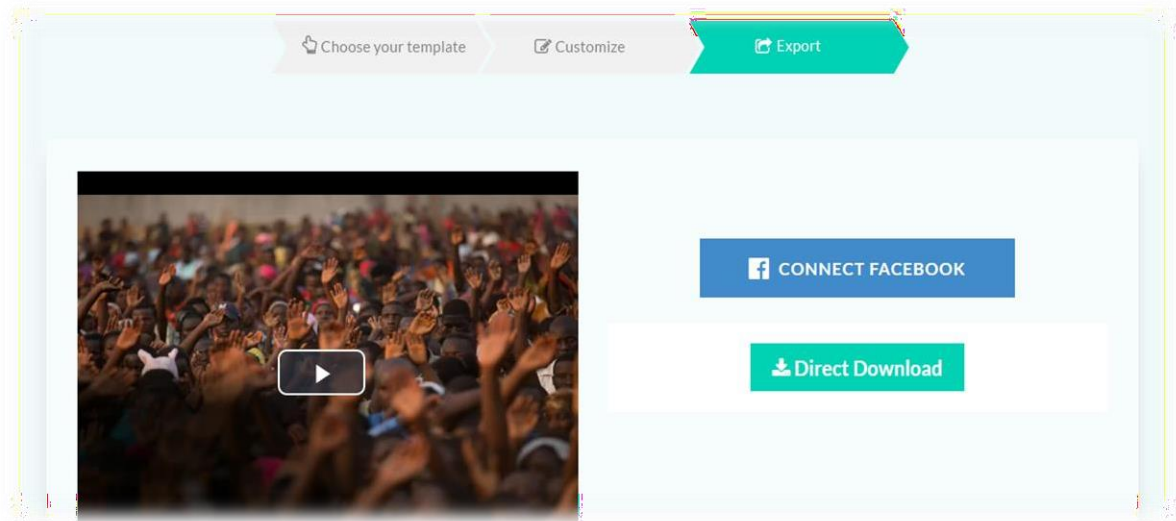 Choose your template
Customize
Export
CONNECT FACEBOOK
Direct Download